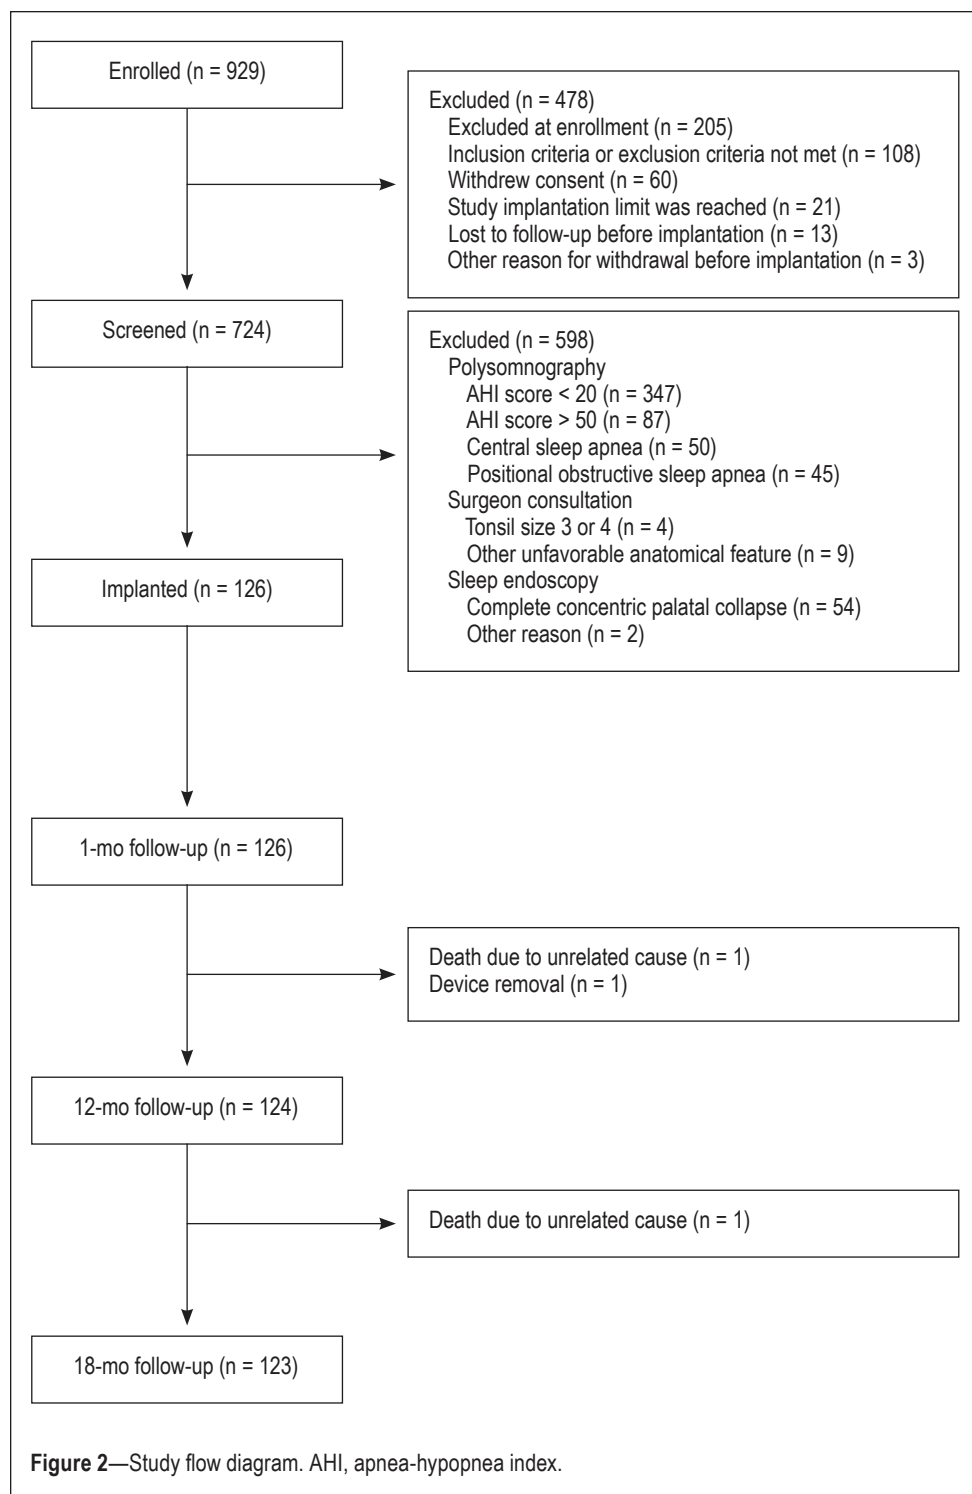 Enrolled (n = 929)
Excluded (n = 478)
Excluded at enrollment (n = 205)
Inclusion criteria or exclusion criteria not met (n = 108)
Withdrew consent (n = 60)
Study implantation limit was reached (n = 21)
Lost to follow-up before implantation (n = 13)
Other reason for withdrawal before implantation (n = 3)
Screened (n = 724)
Excluded (n = 598)
Polysomnography
AHI score < 20 (n = 347)
AHI score > 50 (n = 87)
Central sleep apnea (n = 50)
Positional obstructive sleep apnea (n = 45)
Surgeon consultation
Tonsil size 3 or 4 (n = 4)
Other unfavorable anatomical feature (n = 9)
Sleep endoscopy
Complete concentric palatal collapse (n = 54)
Other reason (n = 2)
Implanted (n = 126)
1-mo follow-up (n = 126)
Death due to unrelated cause (n = 1)
Device removal (n = 1)
12-mo follow-up (n = 124)
Death due to unrelated cause (n = 1)
18-mo follow-up (n = 123)
Figure 2—Study flow diagram. AHI, apnea-hypopnea index.